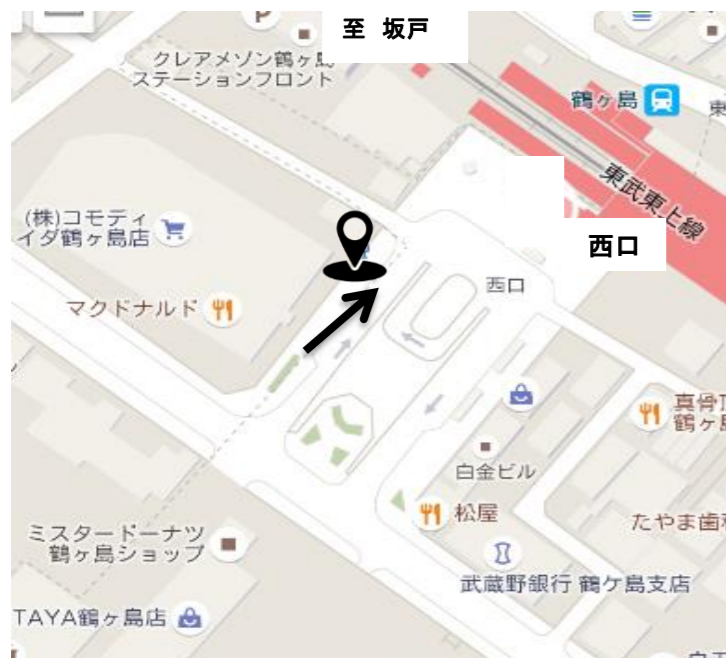 P
至 坂戸
クレアメゾン鶴ヶ島
ステーションフロント
鶴ヶ島
東
東武東上線
(株)コモディ
イダ鶴ヶ島店
西口
西口
マクドナルド
真骨頂
鶴ヶ島
白金ビル
松屋
たやま歯科
ミスタードーナツ
鶴ヶ島ショップ
武蔵野銀行 鶴ケ島支店
TAYA鶴ヶ島店